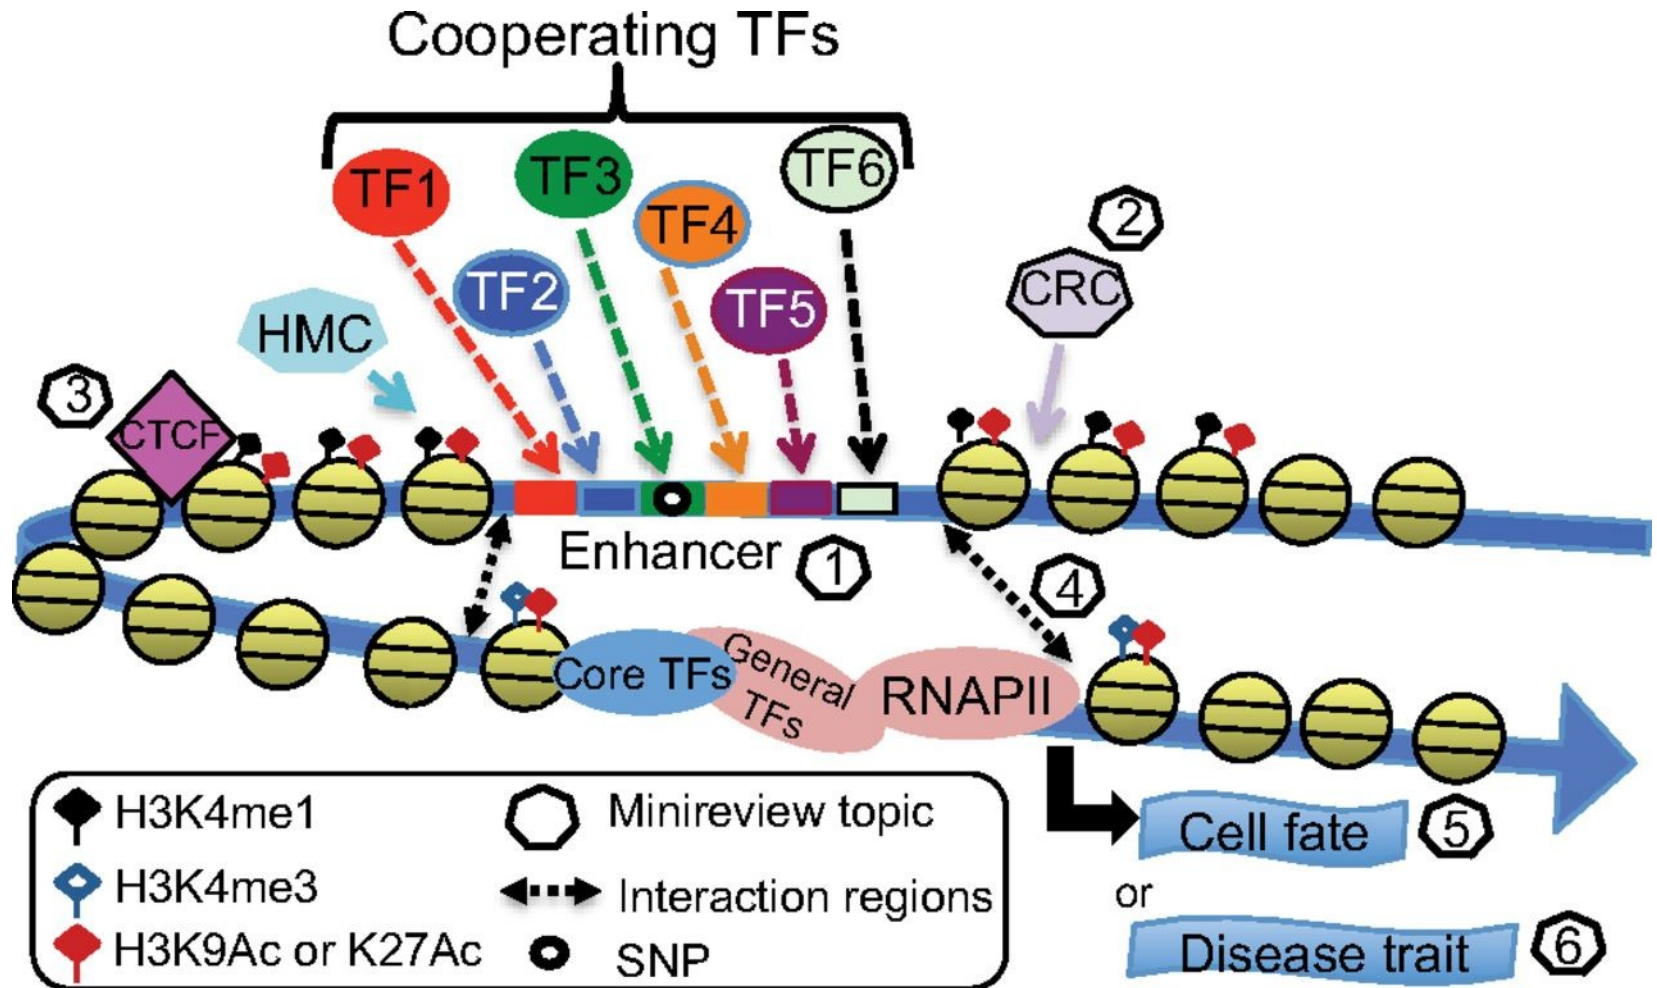 Cooperating TFs
TF1
TF3
TF6
TF4
TF2
TF5
2
CRC
HMC
3
CTCF
Enhancer
1
4
Core TFs
General
TFs
RNAPII
H3K4me1
H3K4me3
H3K9Ac or K27Ac
Minireview topic
Interaction regions
SNP
Cell fate
5
or
Disease trait
6